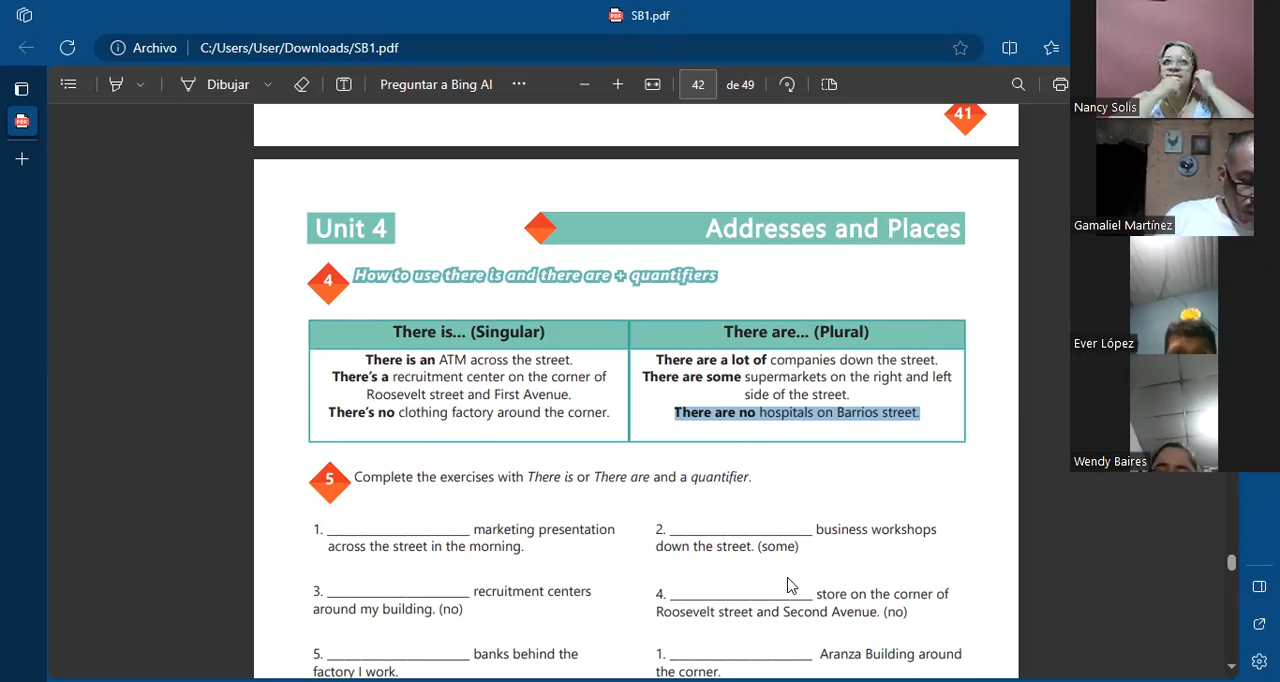 SB1.pdf
Archivo C:/Users/User/Downloads/SB1.pdf
Dibujar Preguntar a Bing AI 42 de 49
41
Unit 4 Addresses and Places
4 How to use there is and there are + quantifiers
There is... (Singular)
There is an ATM across the street.
There's a recruitment center on the corner of
Roosevelt street and First Avenue.
There's no clothing factory around the corner.
There are... (Plural)
There are a lot of companies down the street.
There are some supermarkets on the right and left
side of the street.
There are no hospitals on Barrios street.
5 Complete the exercises with There is or There are and a quantifier.
1. ____________________ marketing presentation
across the street in the morning.
2. ____________________ business workshops
down the street. (some)
3. ____________________ recruitment centers
around my building. (no)
4. ____________________ store on the corner of
Roosevelt street and Second Avenue. (no)
5. ____________________ banks behind the
factory I work.
1. ____________________ Aranza Building around
the corner.
Nancy Solis
Gamaliel Martínez
Ever López
Wendy Baires